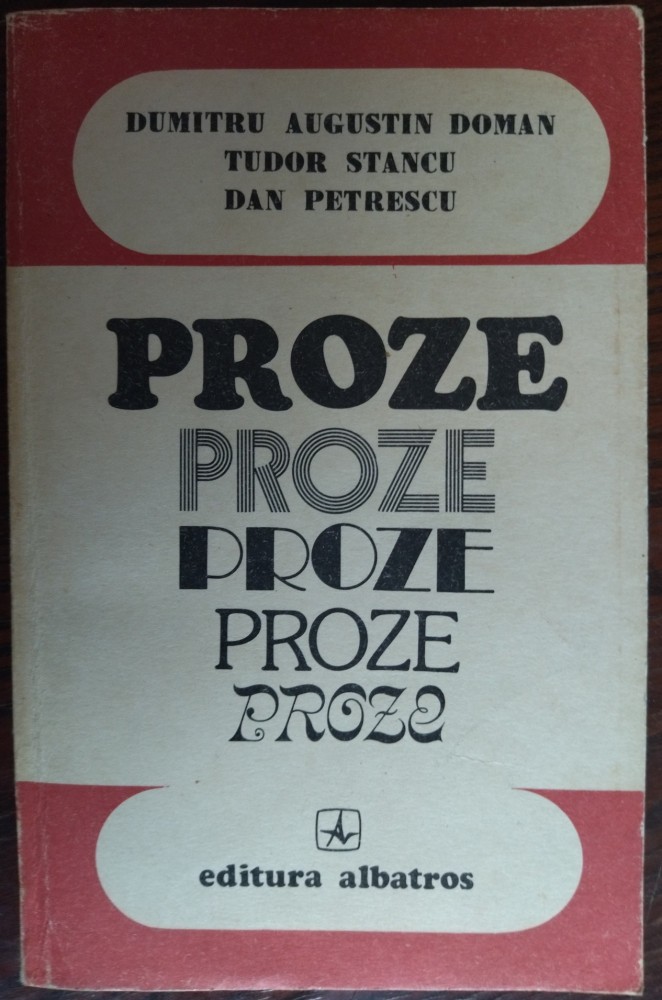 DUMITRU AUGUSTIN DOMAN
TUDOR STANCU
DAN PETRESCU
PROZE
PROZE
PROZE
PROZE
PROZE
editura albatros